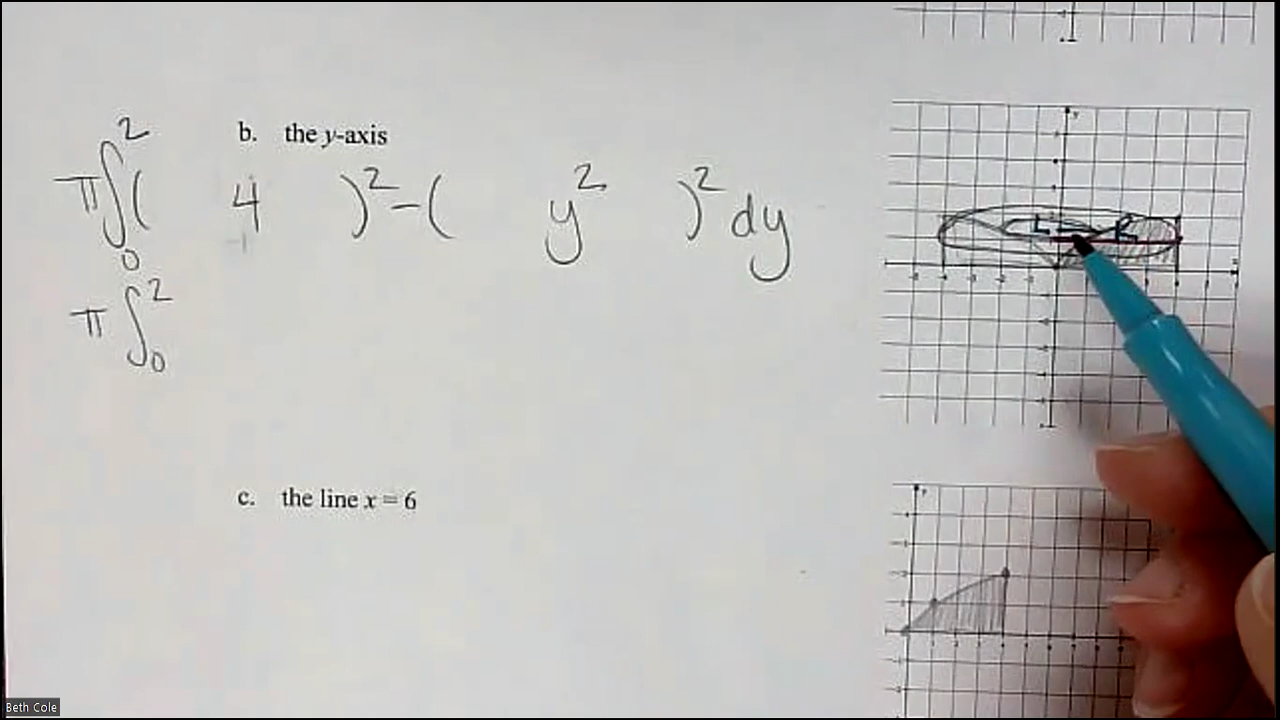 b. the y-axis
π∫₀² ( 4 )² - ( y² )² dy
π∫₀²
c. the line x = 6
Beth Cole